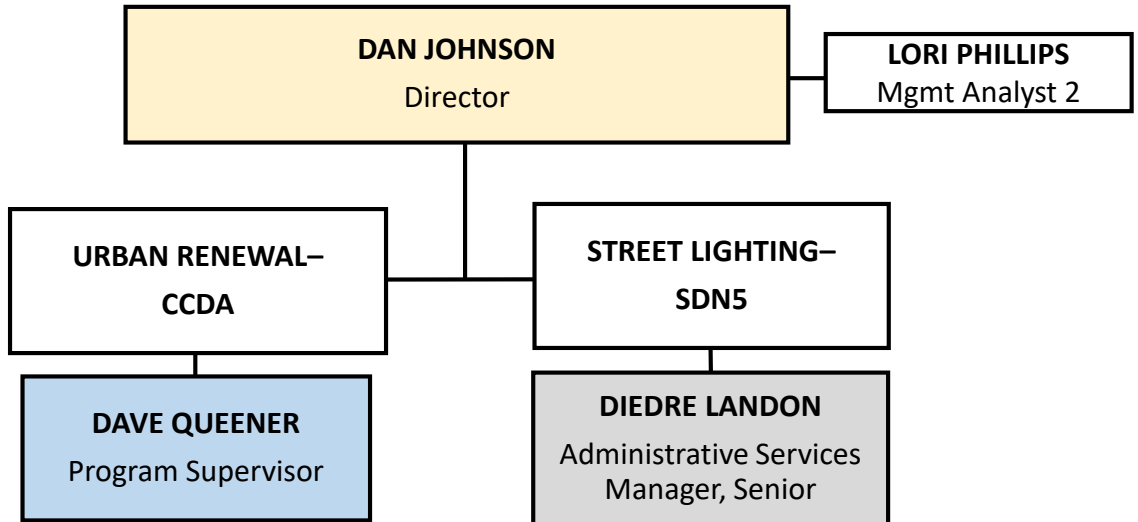 DAN JOHNSON
Director
LORI PHILLIPS
Mgmt Analyst 2
URBAN RENEWAL–
CCDA
STREET LIGHTING–
SDN5
DAVE QUEENER
Program Supervisor
DIEDRE LANDON
Administrative Services
Manager, Senior